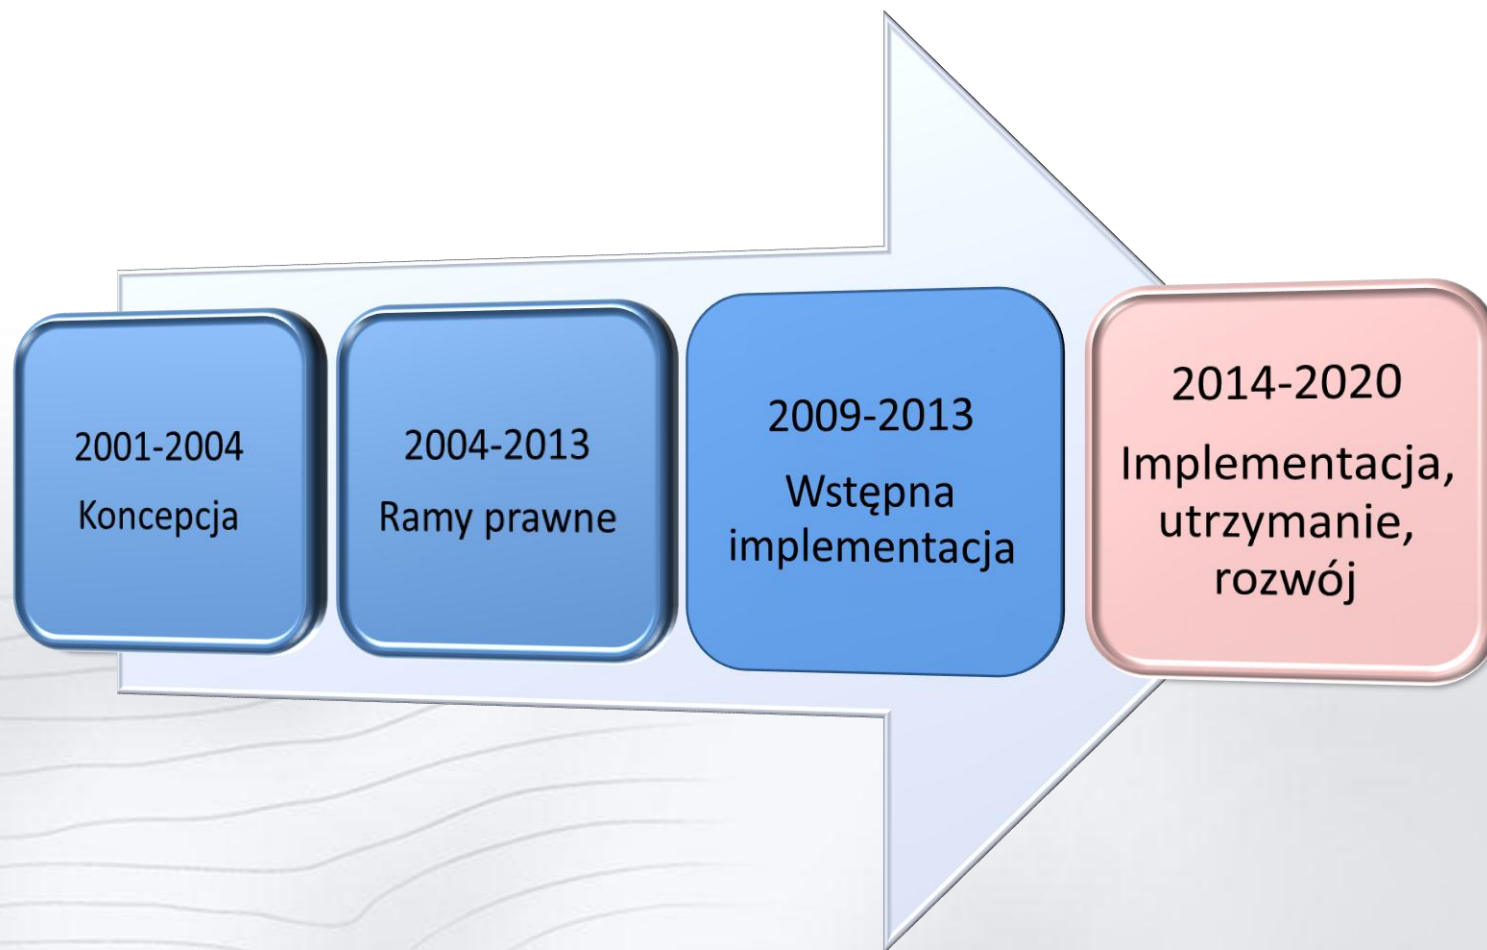 2001-2004
Koncepcja
2004-2013
Ramy prawne
2009-2013
Wstępna
implementacja
2014-2020
Implementacja,
utrzymanie,
rozwój